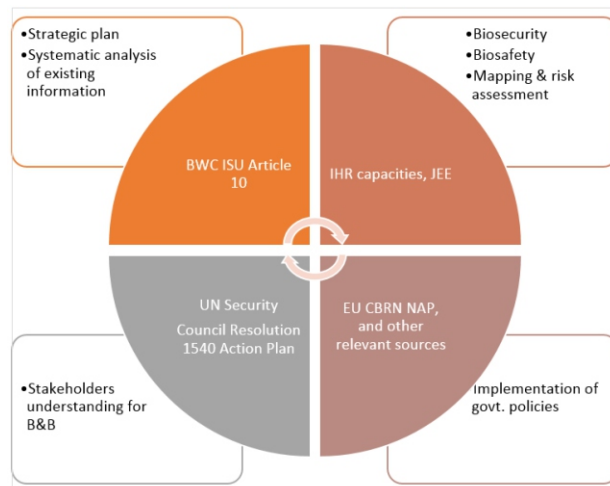 •Strategic plan
•Systematic analysis
of existing
information
•Biosecurity
•Biosafety
•Mapping & risk
assessment
BWC ISU Article
10
IHR capacities, JEE
UN Security
Council Resolution
1540 Action Plan
EU CBRN NAP,
and other
relevant sources
•Stakeholders
understanding for
B&B
Implementation of
govt. policies